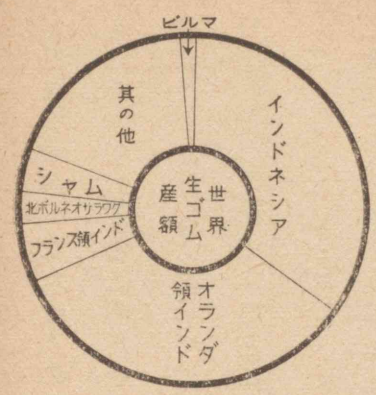 ビルマ
インドネシア
オランダ
領インド
フランス領インド
北ボルネオサラワク
シャム
其の他
世界
生ゴム
産額